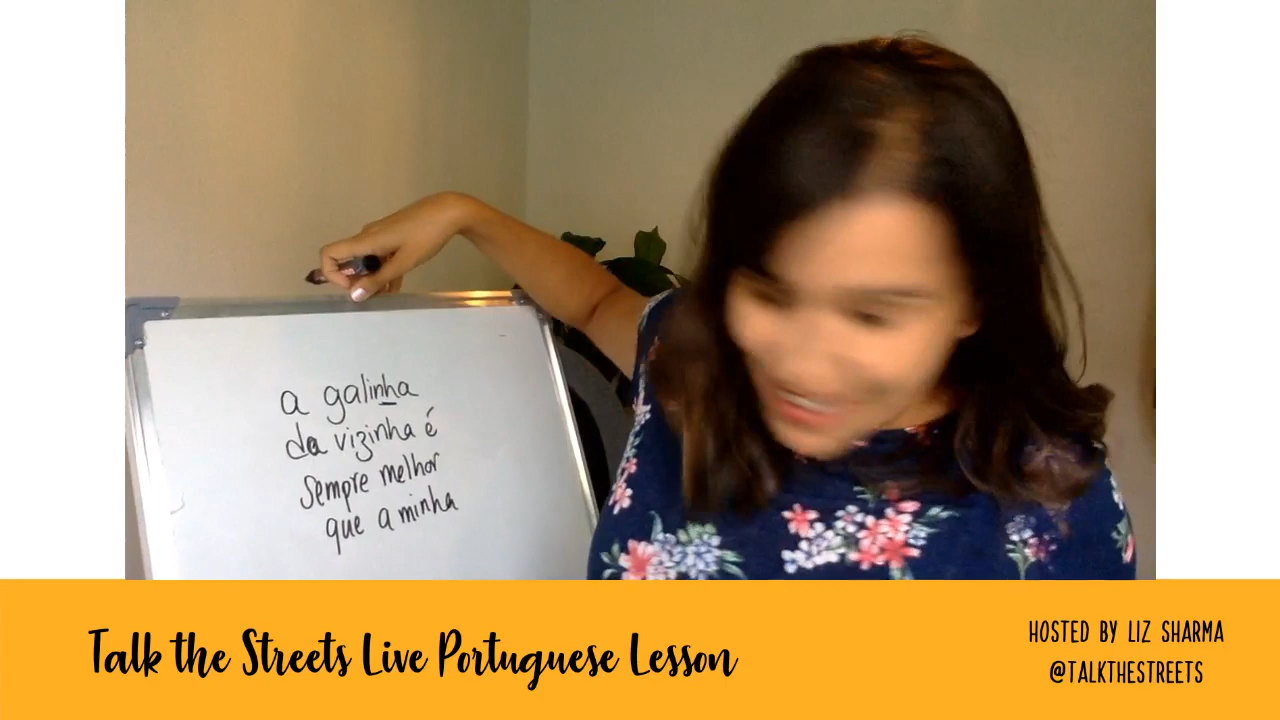 a galinha
da vizinha é
sempre melhor
que a minha
Talk the Streets Live Portuguese Lesson
HOSTED BY LIZ SHARMA
@TALKTHESTREETS